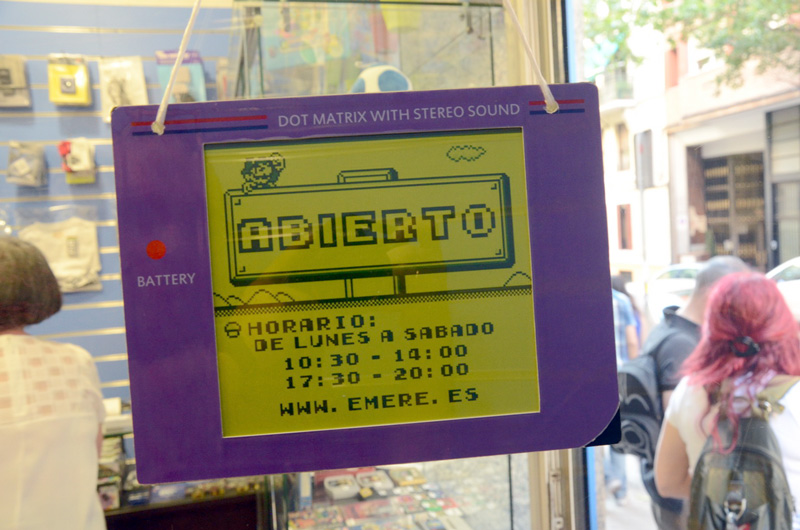 DOT MATRIX WITH STEREO SOUND
ABIERTO
BATTERY
HORARIO:
DE LUNES A SABADO
10:30 - 14:00
17:30 - 20:00
WWW.EMERE.ES